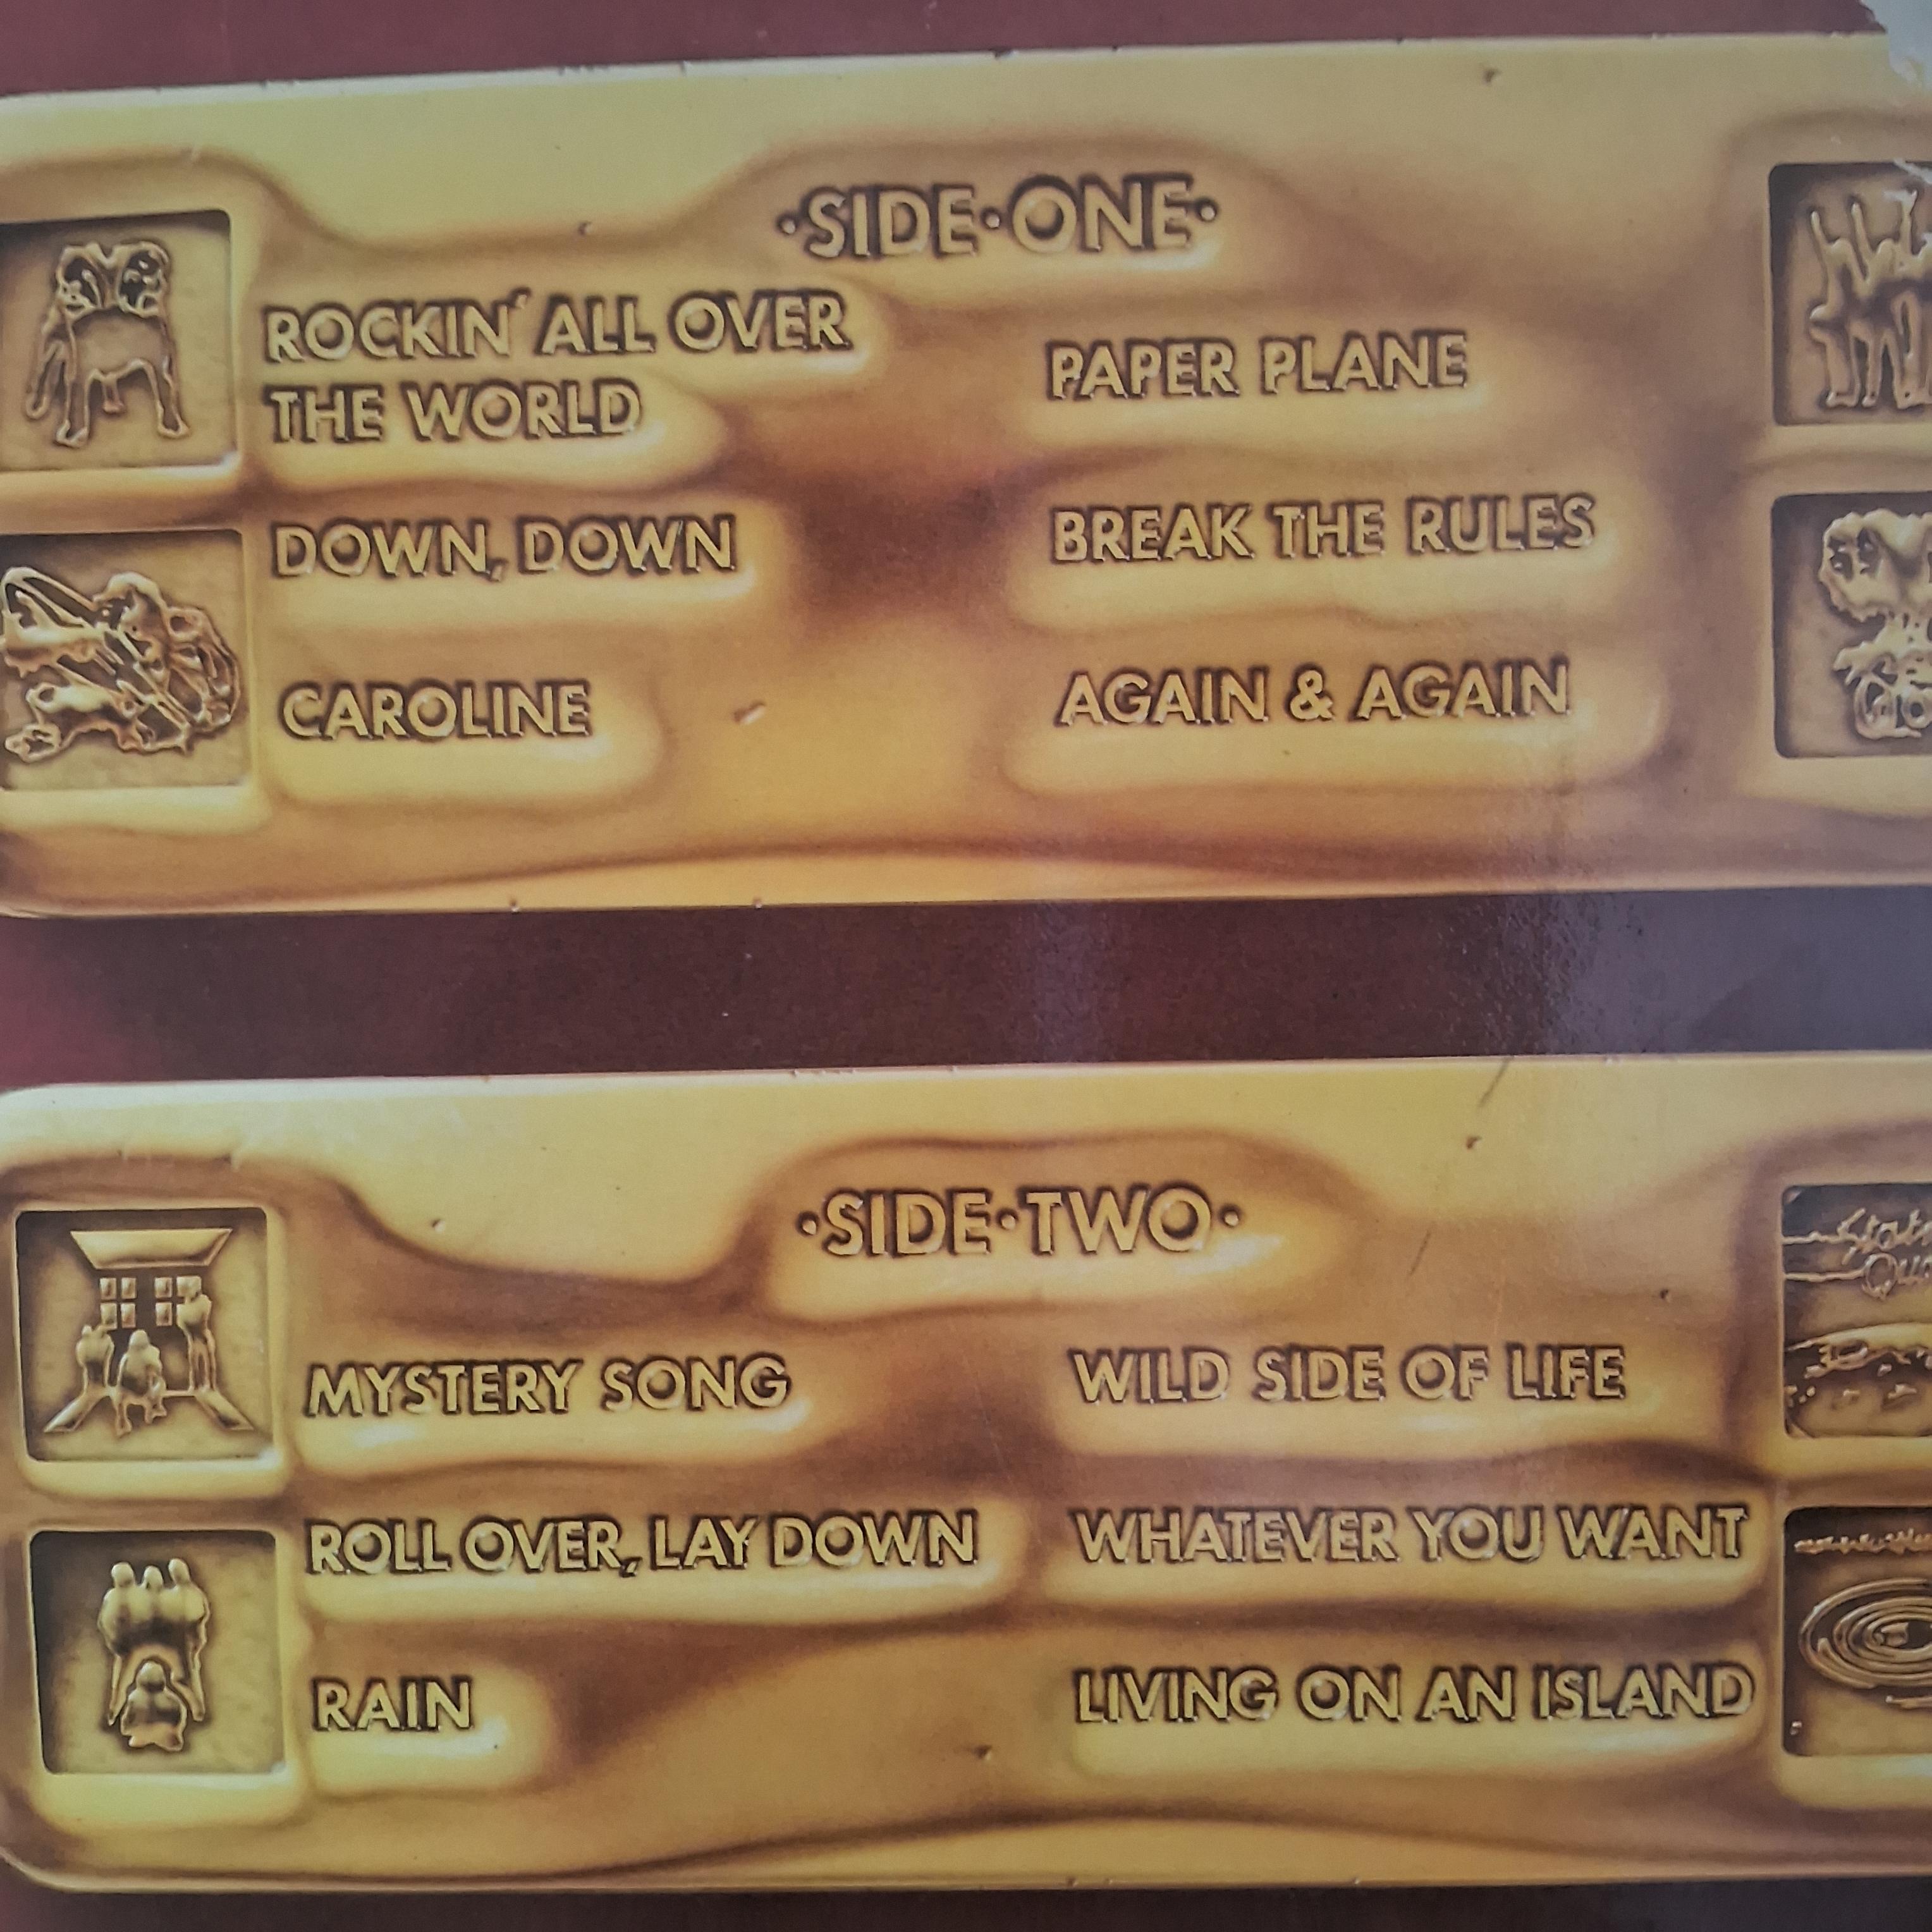 ·SIDE·ONE·
ROCKIN' ALL OVER
THE WORLD
DOWN, DOWN
CAROLINE
PAPER PLANE
BREAK THE RULES
AGAIN & AGAIN
·SIDE·TWO·
MYSTERY SONG
ROLL OVER, LAY DOWN
RAIN
WILD SIDE OF LIFE
WHATEVER YOU WANT
LIVING ON AN ISLAND